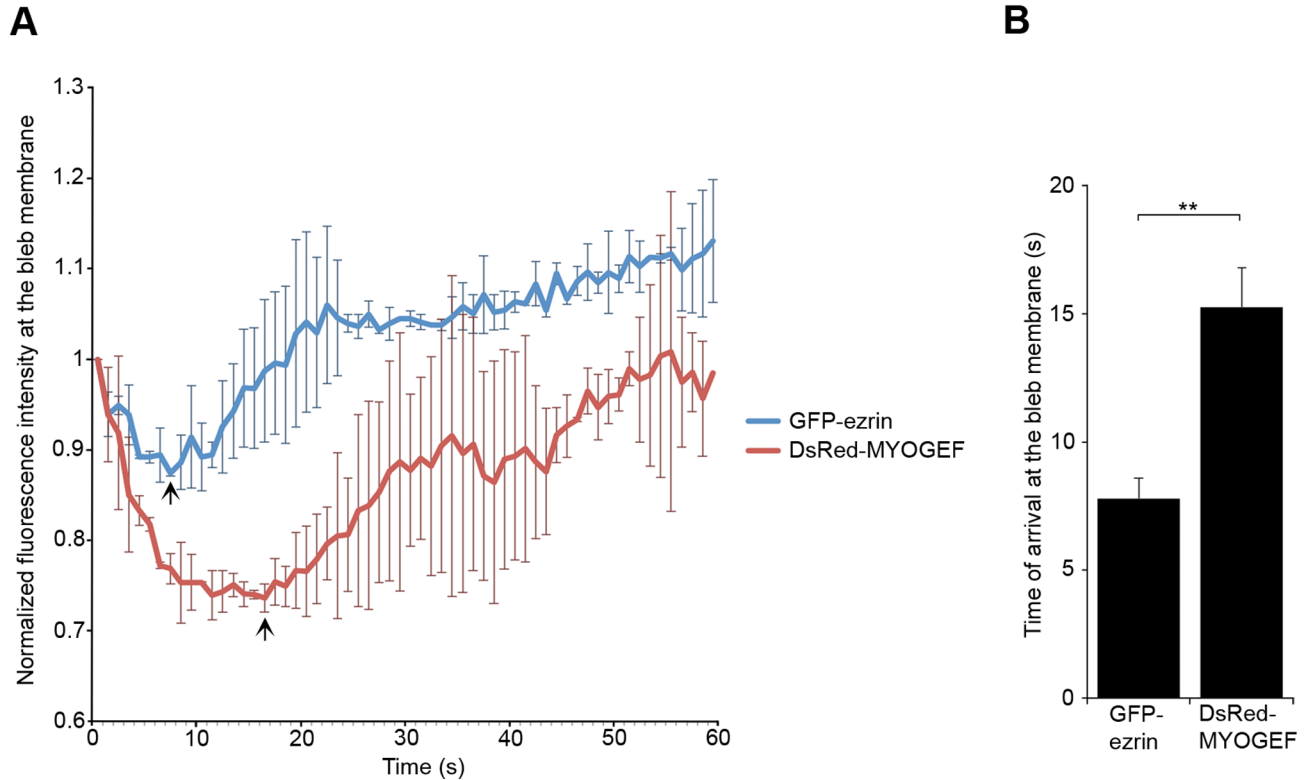 A
Normalized fluorescence intensity at the bleb membrane
1.3
1.2
1.1
1
0.9
0.8
0.7
0.6
0
10
20
30
40
50
60
Time (s)
GFP-ezrin
DsRed-MYOGEF
B
Time of arrival at the bleb membrane (s)
20
15
10
5
0
**
GFP-
ezrin
DsRed-
MYOGEF